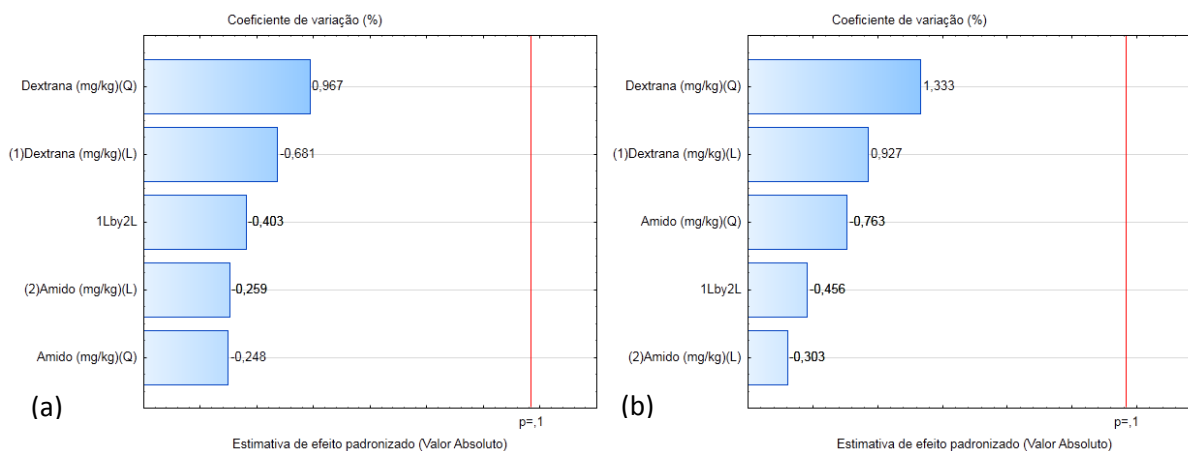 Coeficiente de variação (%)
Dextrana (mg/kg)(Q)
0,967
(1)Dextrana (mg/kg)(L)
-0,681
1Lby2L
-0,403
(2)Amido (mg/kg)(L)
-0,259
Amido (mg/kg)(Q)
-0,248
p=,1
(a)
Estimativa de efeito padronizado (Valor Absoluto)
Coeficiente de variação (%)
Dextrana (mg/kg)(Q)
1,333
(1)Dextrana (mg/kg)(L)
0,927
Amido (mg/kg)(Q)
-0,763
1Lby2L
-0,456
(2)Amido (mg/kg)(L)
-0,303
p=,1
(b)
Estimativa de efeito padronizado (Valor Absoluto)